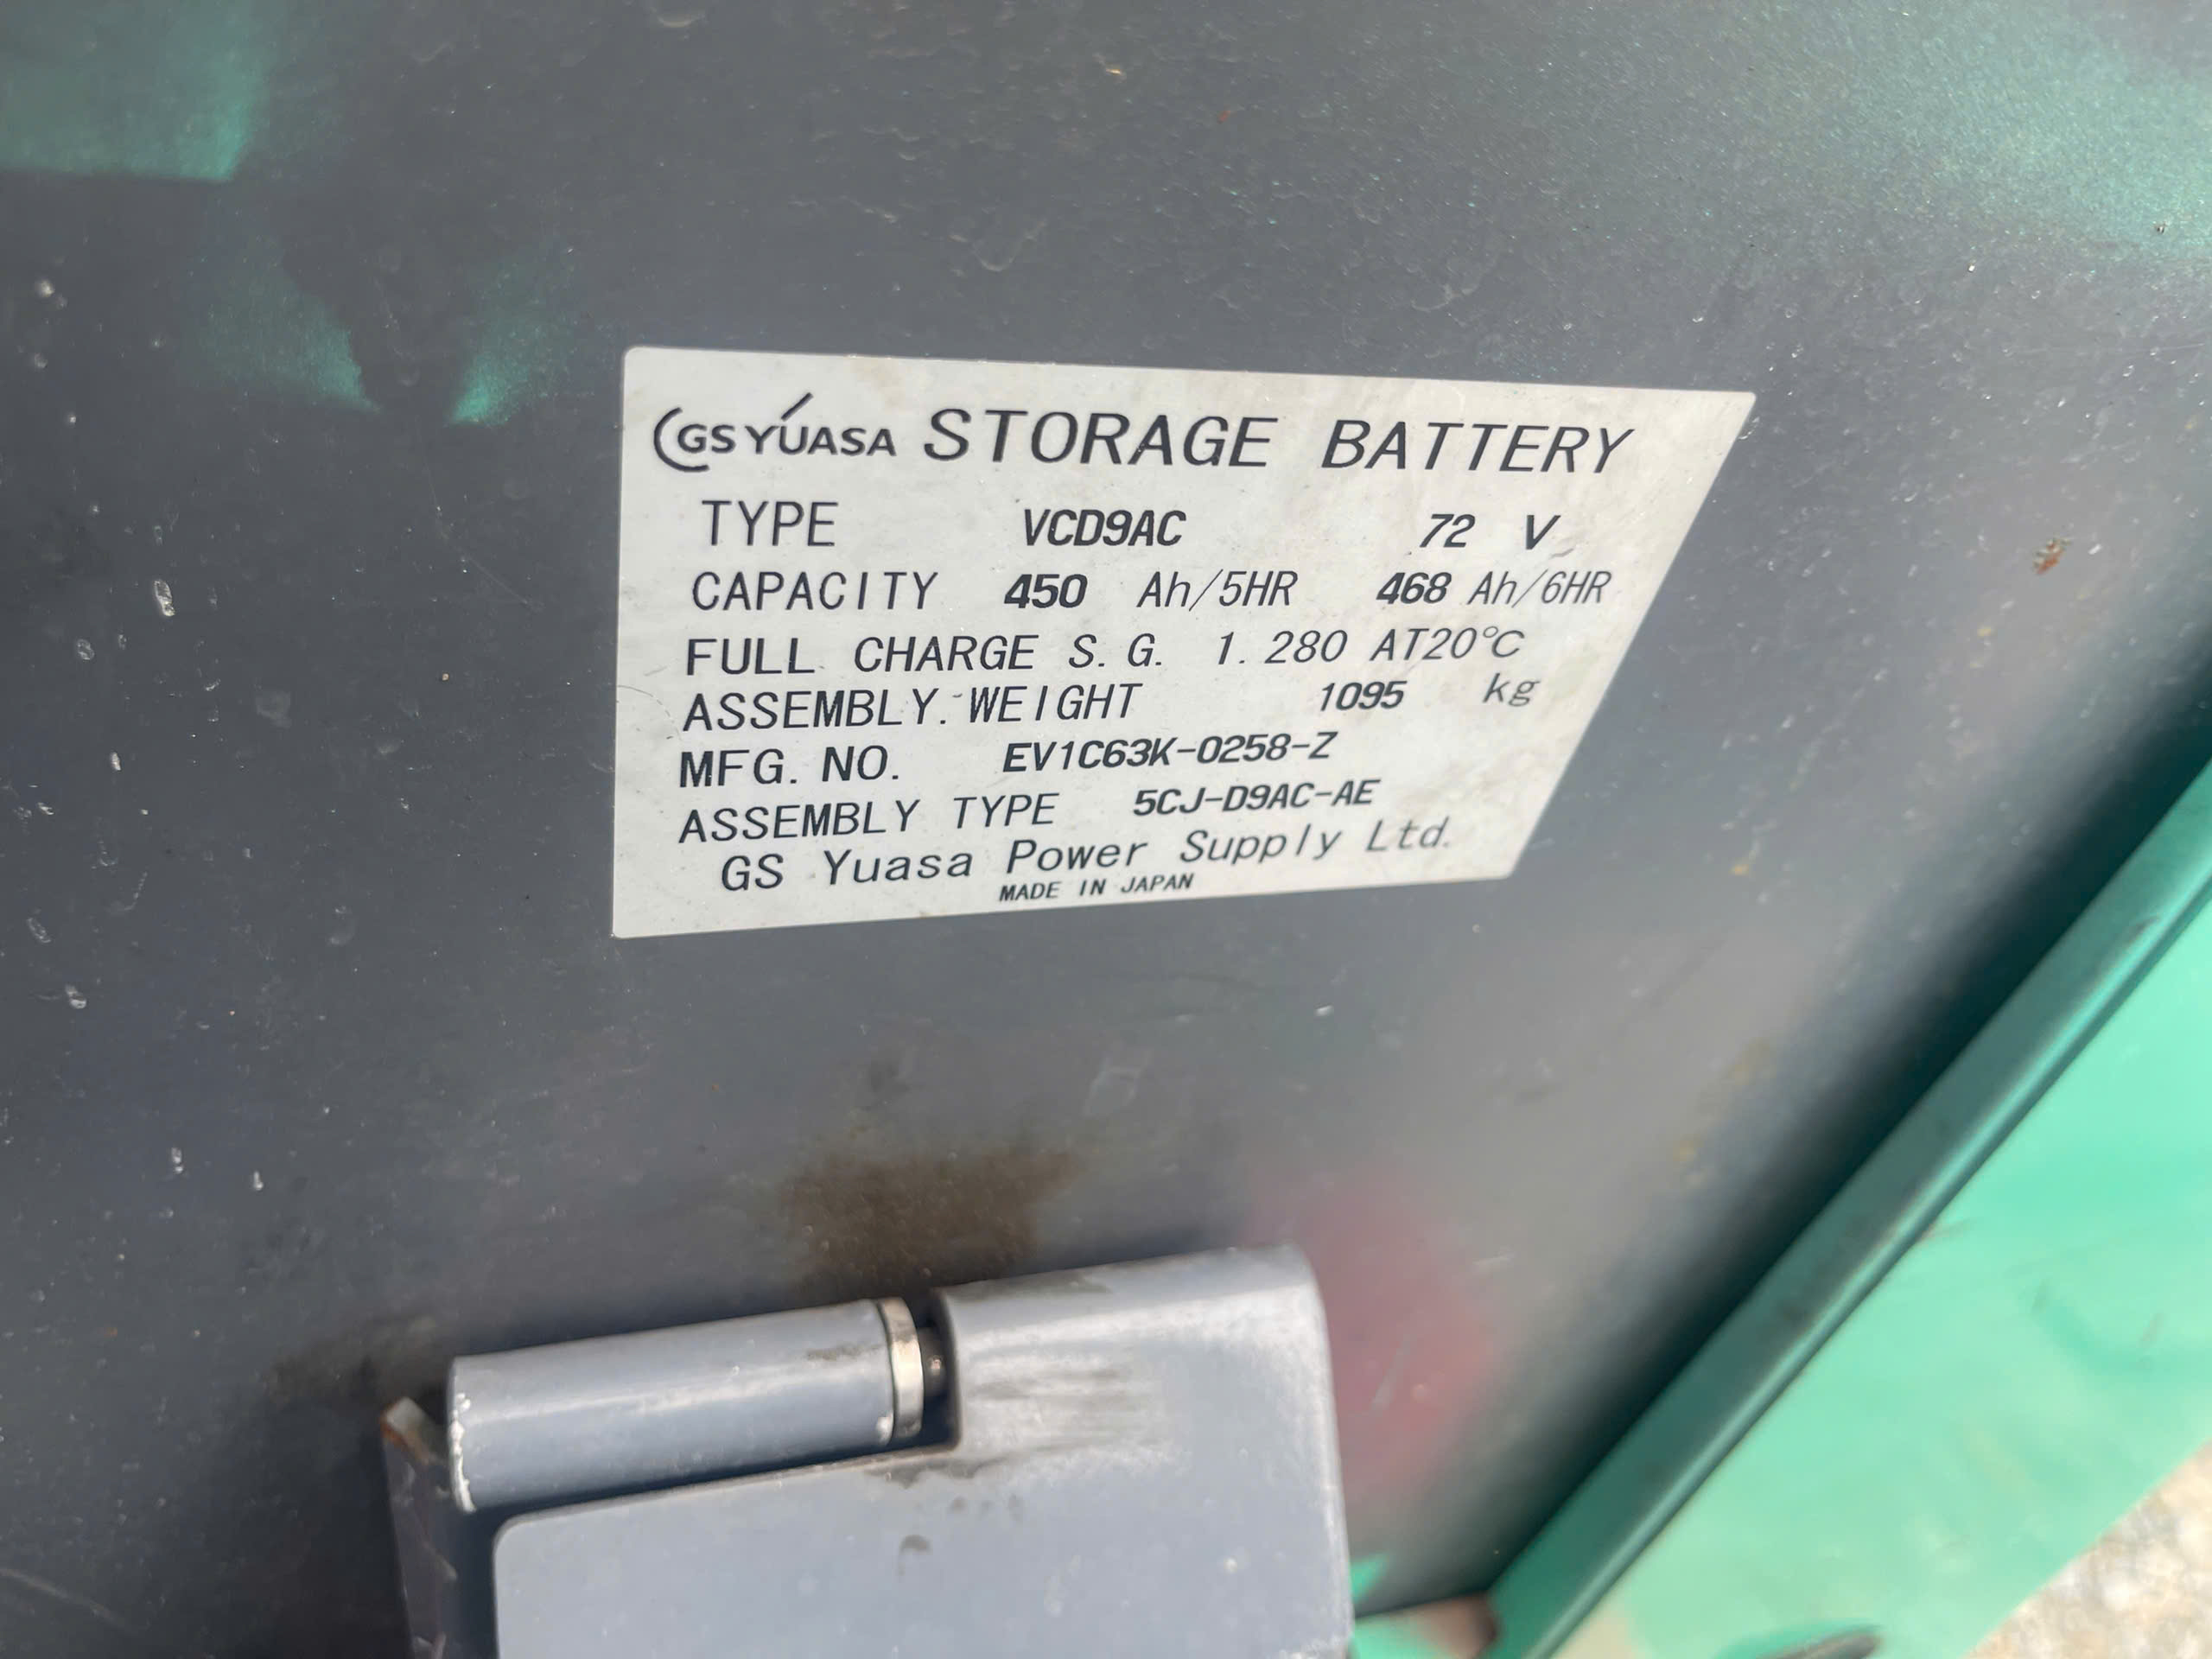 GS YUASA STORAGE BATTERY
TYPE VCD9AC 72 V
CAPACITY 450 Ah/5HR 468 Ah/6HR
FULL CHARGE S.G. 1.280 AT20℃
ASSEMBLY.WEIGHT 1095 kg
MFG.NO. EV1C63K-0258-Z
ASSEMBLY TYPE 5CJ-D9AC-AE
GS Yuasa Power Supply Ltd.
MADE IN JAPAN